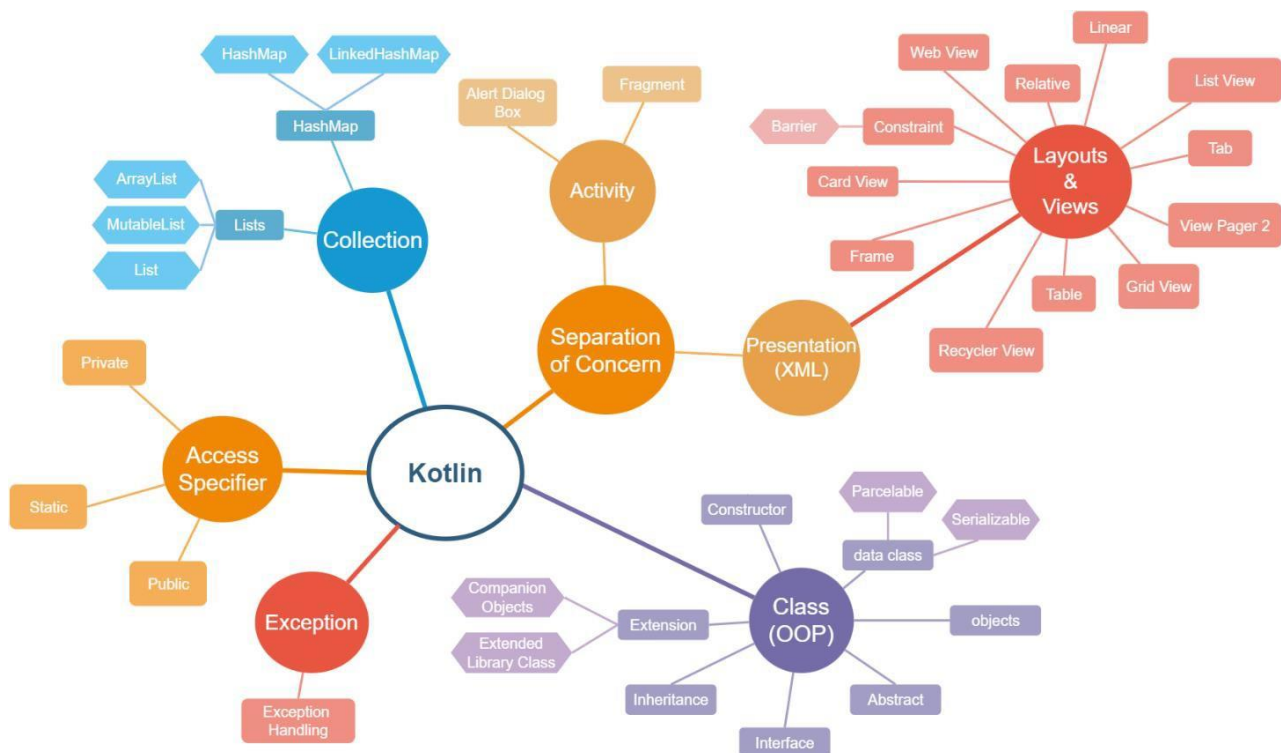 HashMap
LinkedHashMap
HashMap
ArrayList
MutableList
List
Lists
Collection
Alert Dialog
Box
Fragment
Activity
Separation
of Concern
Presentation
(XML)
Web View
Linear
Relative
List View
Barrier
Constraint
Layouts
&
Views
Tab
Card View
View Pager 2
Frame
Table
Grid View
Recycler View
Private
Access
Specifier
Static
Public
Kotlin
Exception
Exception
Handling
Constructor
Parcelable
Serializable
data class
Companion
Objects
Extended
Library Class
Extension
Class
(OOP)
objects
Inheritance
Interface
Abstract